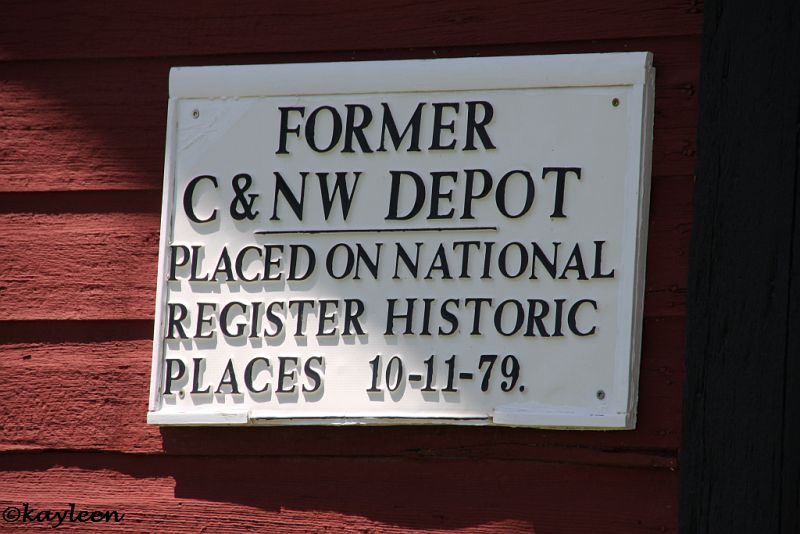 FORMER
C&NW DEPOT
PLACED ON NATIONAL
REGISTER HISTORIC
PLACES 10-11-79.
©kayleen